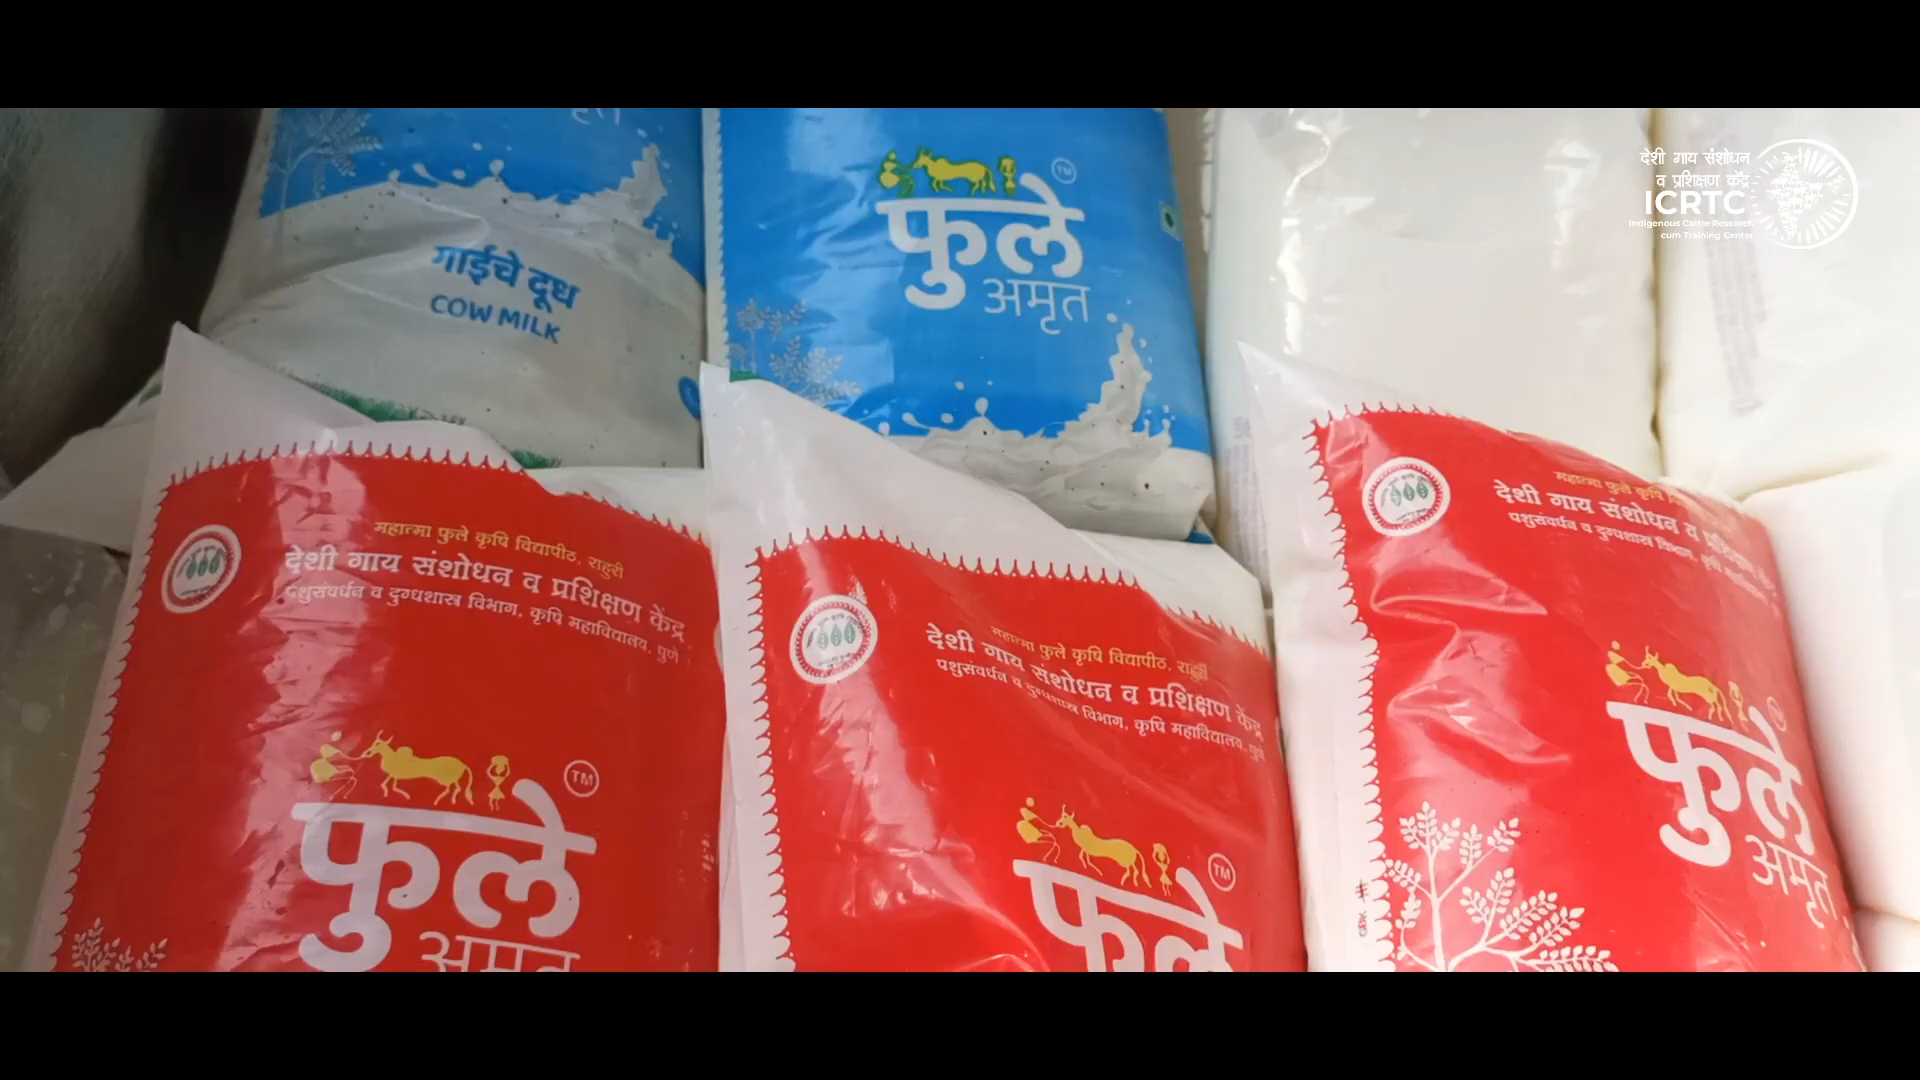 देशी गाय संशोधन
व प्रशिक्षण केंद्र
ICRTC
Indigenous Cattle Research
cum Training Center
गाईचे दूध
COW MILK
TM
फुले
अमृत
महात्मा फुले कृषि विद्यापीठ, राहुरी
देशी गाय संशोधन व प्रशिक्षण केंद्र
पशुसंवर्धन व दुग्धशास्त्र विभाग, कृषि महाविद्यालय, पुणे
TM
फुले
अमृत
महात्मा फुले कृषि विद्यापीठ, राहुरी
देशी गाय संशोधन व प्रशिक्षण केंद्र
पशुसंवर्धन व दुग्धशास्त्र विभाग, कृषि महाविद्यालय, पुणे
TM
फुले
महात्मा फुले कृषि
देशी गाय संशोधन व
पशुसंवर्धन व दुग्धशास्त्र विभाग, कृषि
फुले
अमृत